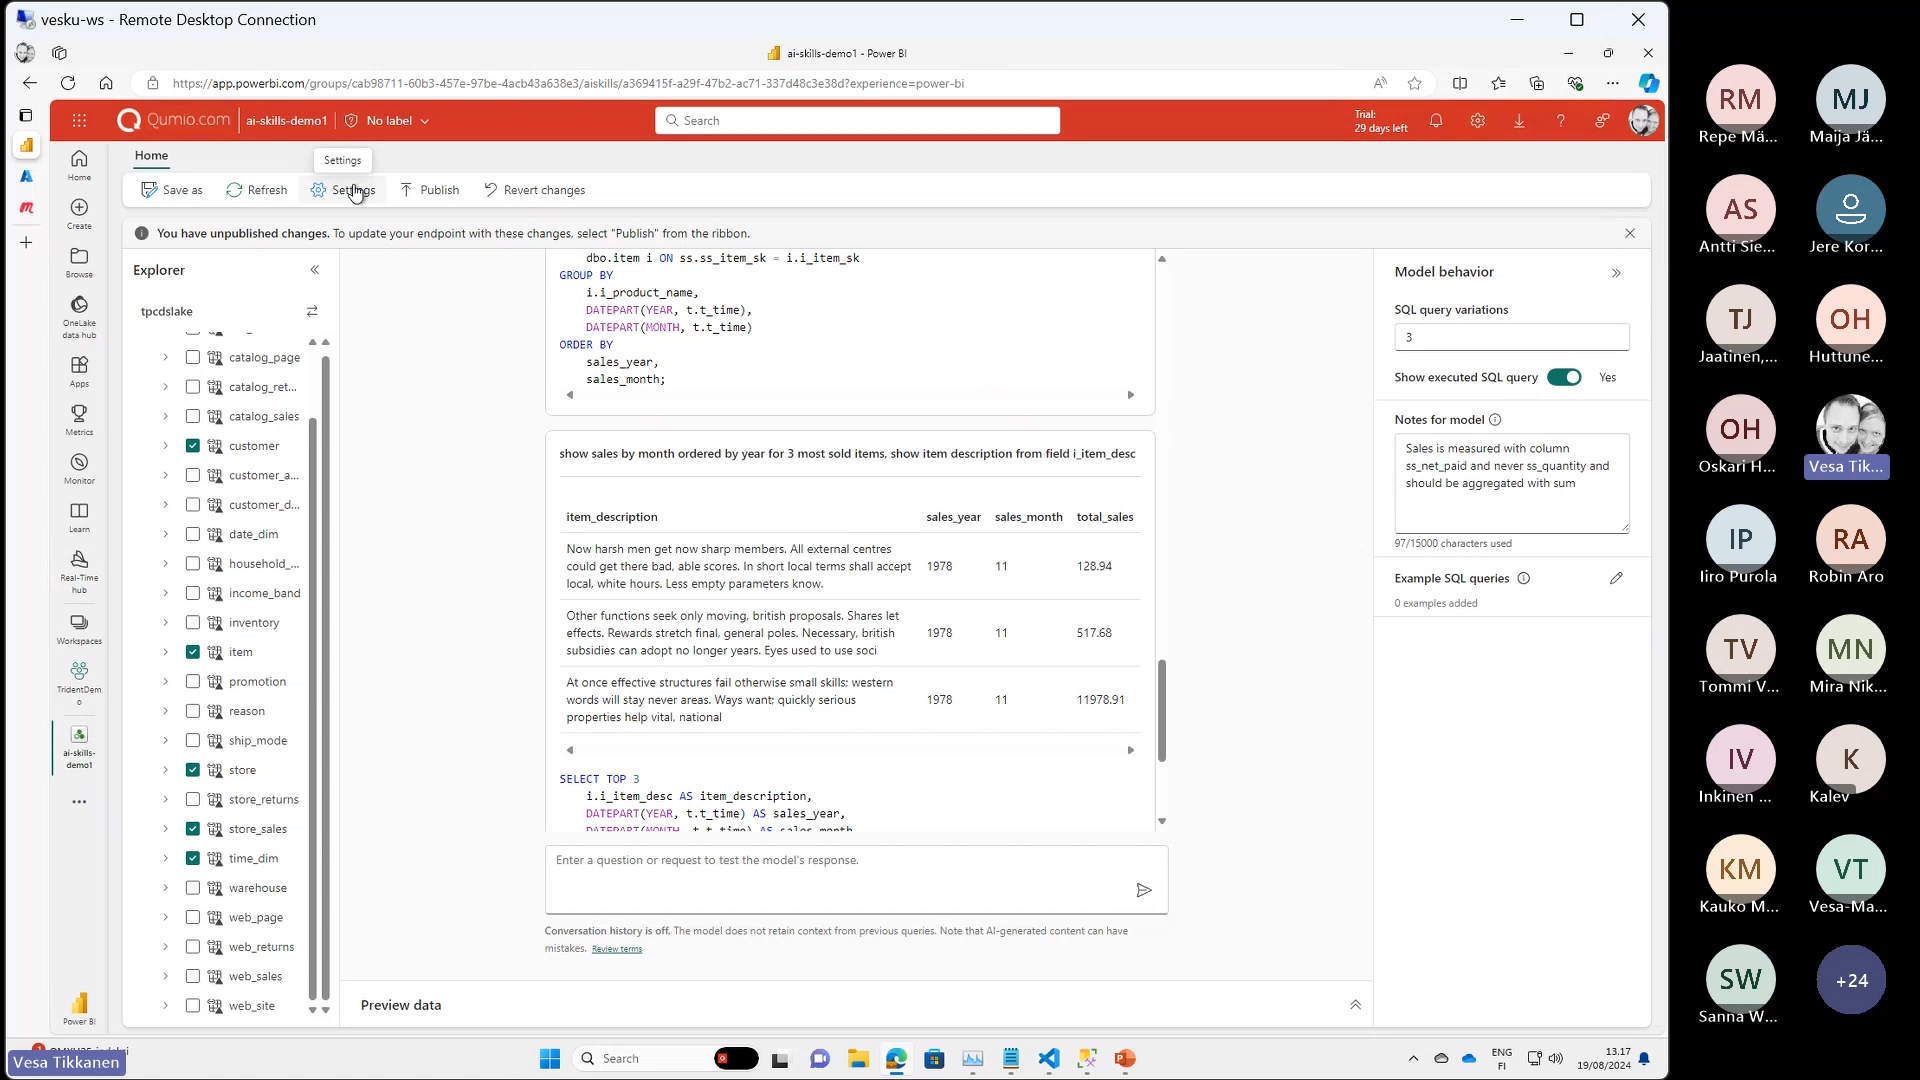 vesku-ws - Remote Desktop Connection
ai-skills-demo1 - Power BI
https://app.powerbi.com/groups/cab98711-60b3-457e-97be-4acb43a638e3/aiskills/a369415f-a29f-47b2-ac71-337d48c3e38d?experience=power-bi
Qumio.com
ai-skills-demo1
No label
Search
Trial:
29 days left
Home
Settings
Save as
Refresh
Settings
Publish
Revert changes
You have unpublished changes. To update your endpoint with these changes, select "Publish" from the ribbon.
Home
Create
Browse
OneLake
data hub
Apps
Metrics
Monitor
Learn
Real-Time
hub
Workspaces
TridentDem
o
ai-skills-
demo1
Power BI
Explorer
tpcdslake
catalog_page
catalog_ret...
catalog_sales
customer
customer_a...
customer_d...
date_dim
household_...
income_band
inventory
item
promotion
reason
ship_mode
store
store_returns
store_sales
time_dim
warehouse
web_page
web_returns
web_sales
web_site
dbo.item i ON ss.ss_item_sk = i.i_item_sk
GROUP BY
i.i_product_name,
DATEPART(YEAR, t.t_time),
DATEPART(MONTH, t.t_time)
ORDER BY
sales_year,
sales_month;
show sales by month ordered by year for 3 most sold items, show item description from field i_item_desc
item_description sales_year sales_month total_sales
Now harsh men get now sharp members. All external centres
could get there bad, able scores. In short local terms shall accept 1978 11 128.94
local, white hours. Less empty parameters know.
Other functions seek only moving, british proposals. Shares let
effects. Rewards stretch final, general poles. Necessary, british 1978 11 517.68
subsidies can adopt no longer years. Eyes used to use soci
At once effective structures fail otherwise small skills; western
words will stay never areas. Ways want; quickly serious 1978 11 11978.91
properties help vital, national
SELECT TOP 3
i.i_item_desc AS item_description,
DATEPART(YEAR, t.t_time) AS sales_year,
DATEPART(MONTH, t.t_time) AS sales_month
Enter a question or request to test the model's response.
Conversation history is off. The model does not retain context from previous queries. Note that AI-generated content can have
mistakes. Review terms
Preview data
Model behavior
SQL query variations
3
Show executed SQL query Yes
Notes for model
Sales is measured with column
ss_net_paid and never ss_quantity and
should be aggregated with sum
97/15000 characters used
Example SQL queries
0 examples added
RM
Repe Mä...
MJ
Maija Jä...
AS
Antti Sie...
Jere Kor...
TJ
Jaatinen,...
OH
Huttune...
OH
Oskari H...
Vesa Tik...
IP
Iiro Purola
RA
Robin Aro
TV
Tommi V...
MN
Mira Nik...
IV
Inkinen ...
K
Kalev
KM
Kauko M...
VT
Vesa-Ma...
SW
Sanna W...
+24
Vesa Tikkanen
Search
ENG
FI
13.17
19/08/2024